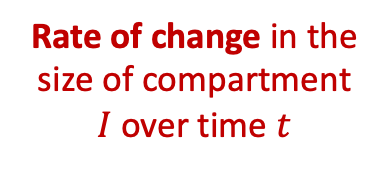 Rate of change in the
size of compartment
I over time t